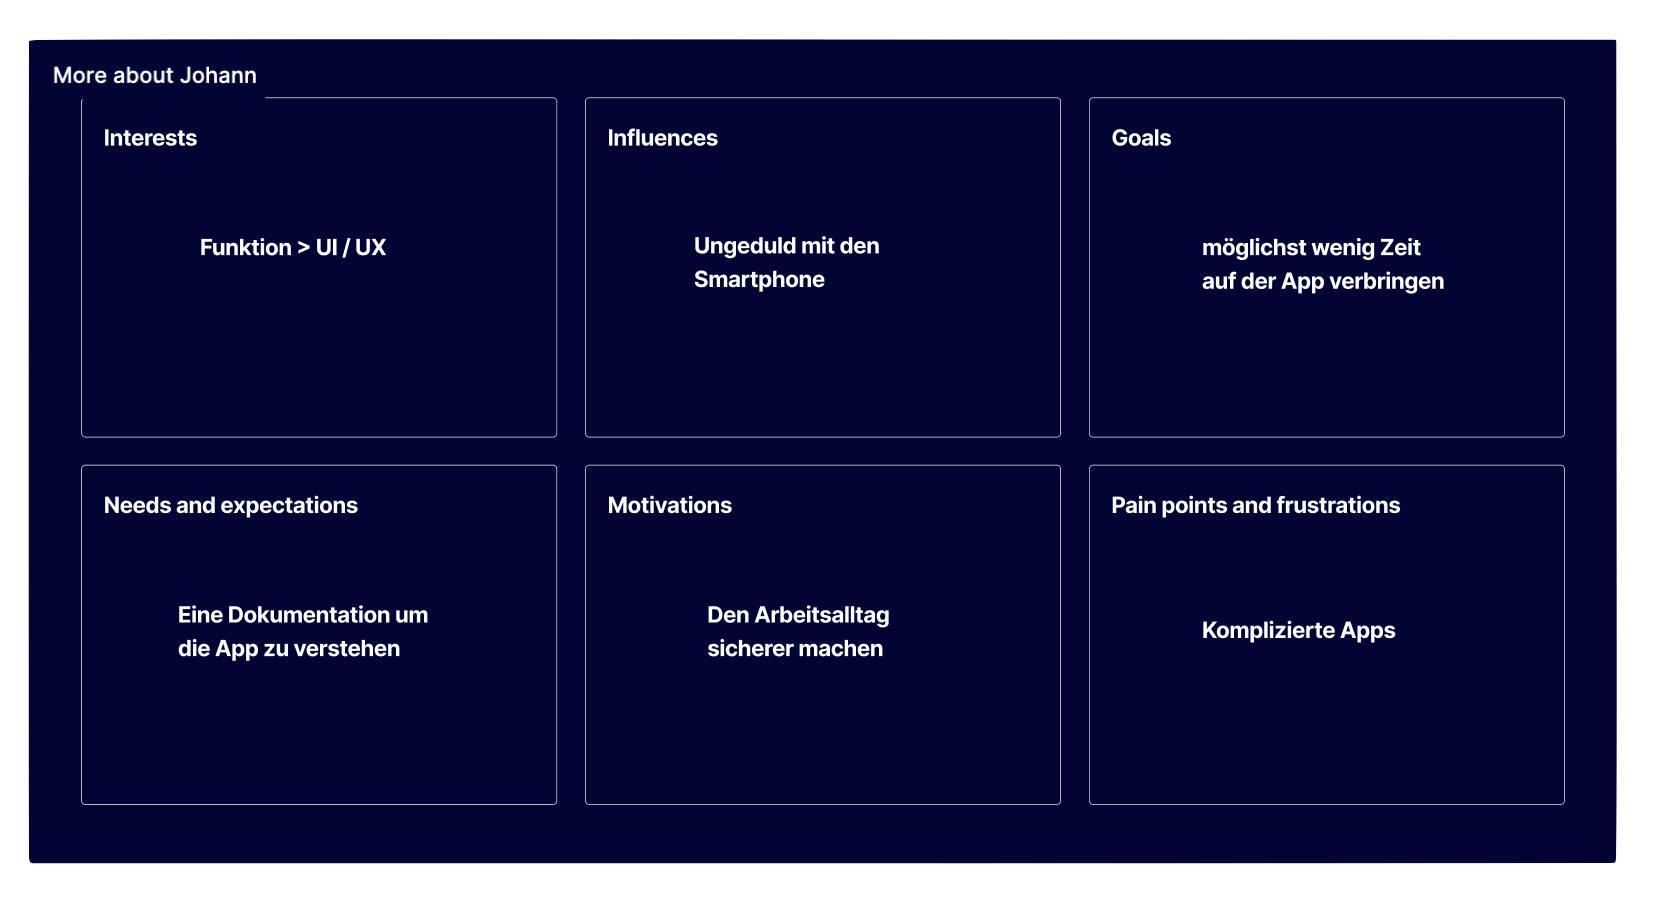 More about Johann
Interests
Funktion > UI / UX
Influences
Ungeduld mit den
Smartphone
Goals
möglichst wenig Zeit
auf der App verbringen
Needs and expectations
Eine Dokumentation um
die App zu verstehen
Motivations
Den Arbeitsalltag
sicherer machen
Pain points and frustrations
Komplizierte Apps